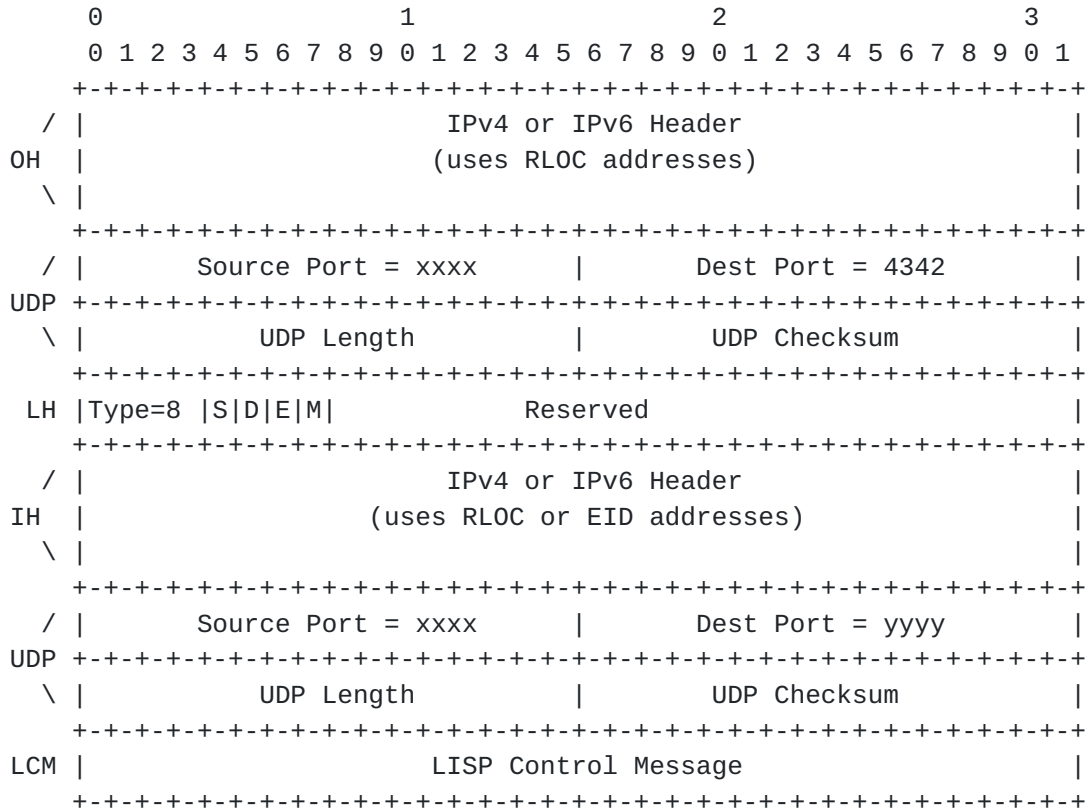 0                   1                   2                   3
     0 1 2 3 4 5 6 7 8 9 0 1 2 3 4 5 6 7 8 9 0 1 2 3 4 5 6 7 8 9 0 1
    +-+-+-+-+-+-+-+-+-+-+-+-+-+-+-+-+-+-+-+-+-+-+-+-+-+-+-+-+-+-+-+-+
  / |                       IPv4 or IPv6 Header                     |
OH  |                      (uses RLOC addresses)                    |
  \ |                                                               |
    +-+-+-+-+-+-+-+-+-+-+-+-+-+-+-+-+-+-+-+-+-+-+-+-+-+-+-+-+-+-+-+-+
  / |       Source Port = xxxx      |       Dest Port = 4342        |
UDP +-+-+-+-+-+-+-+-+-+-+-+-+-+-+-+-+-+-+-+-+-+-+-+-+-+-+-+-+-+-+-+-+
  \ |           UDP Length          |        UDP Checksum           |
    +-+-+-+-+-+-+-+-+-+-+-+-+-+-+-+-+-+-+-+-+-+-+-+-+-+-+-+-+-+-+-+-+
 LH |Type=8 |S|D|E|M|            Reserved                           |
    +-+-+-+-+-+-+-+-+-+-+-+-+-+-+-+-+-+-+-+-+-+-+-+-+-+-+-+-+-+-+-+-+
  / |                       IPv4 or IPv6 Header                     |
IH  |                  (uses RLOC or EID addresses)                 |
  \ |                                                               |
    +-+-+-+-+-+-+-+-+-+-+-+-+-+-+-+-+-+-+-+-+-+-+-+-+-+-+-+-+-+-+-+-+
  / |       Source Port = xxxx      |       Dest Port = yyyy        |
UDP +-+-+-+-+-+-+-+-+-+-+-+-+-+-+-+-+-+-+-+-+-+-+-+-+-+-+-+-+-+-+-+-+
  \ |           UDP Length          |        UDP Checksum           |
    +-+-+-+-+-+-+-+-+-+-+-+-+-+-+-+-+-+-+-+-+-+-+-+-+-+-+-+-+-+-+-+-+
LCM |                      LISP Control Message                     |
    +-+-+-+-+-+-+-+-+-+-+-+-+-+-+-+-+-+-+-+-+-+-+-+-+-+-+-+-+-+-+-+-+